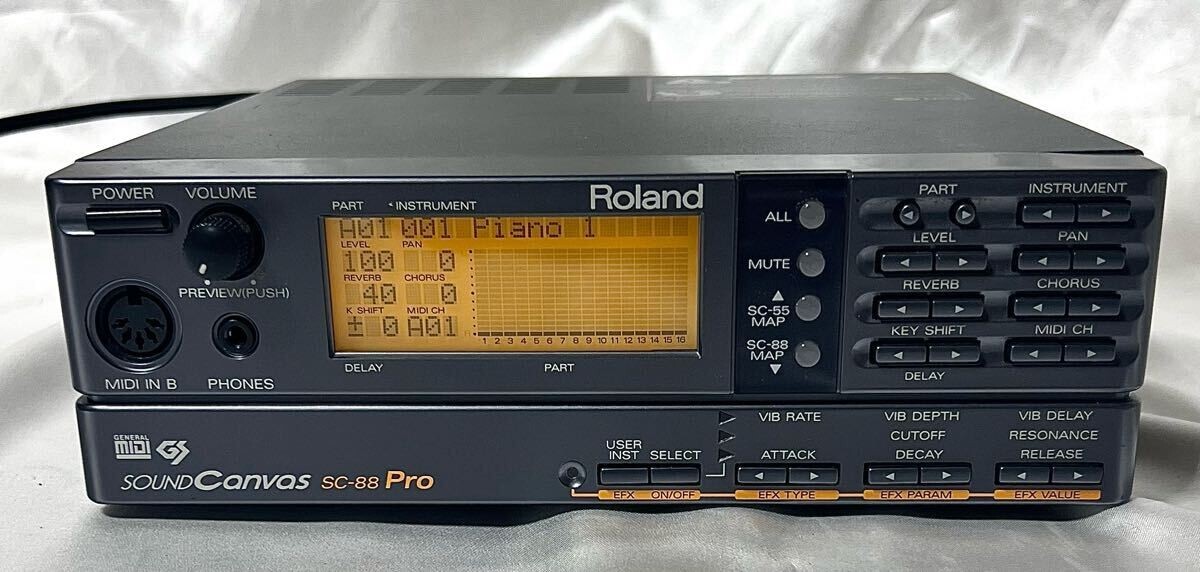 POWER VOLUME
PREVIEW(PUSH)
MIDI IN B PHONES
PART INSTRUMENT
A01 001 Piano 1
LEVEL PAN
100 0
REVERB CHORUS
40 0
K SHIFT MIDI CH
± 0 A01
1 2 3 4 5 6 7 8 9 10 11 12 13 14 15 16
DELAY PART
Roland
ALL
MUTE
SC-55
MAP
SC-88
MAP
PART INSTRUMENT
LEVEL PAN
REVERB CHORUS
KEY SHIFT MIDI CH
DELAY
GENERAL
MIDI GS
SOUND Canvas SC-88 Pro
USER
INST SELECT
EFX ON/OFF
VIB RATE VIB DEPTH VIB DELAY
CUTOFF RESONANCE
ATTACK DECAY RELEASE
EFX TYPE EFX PARAM EFX VALUE